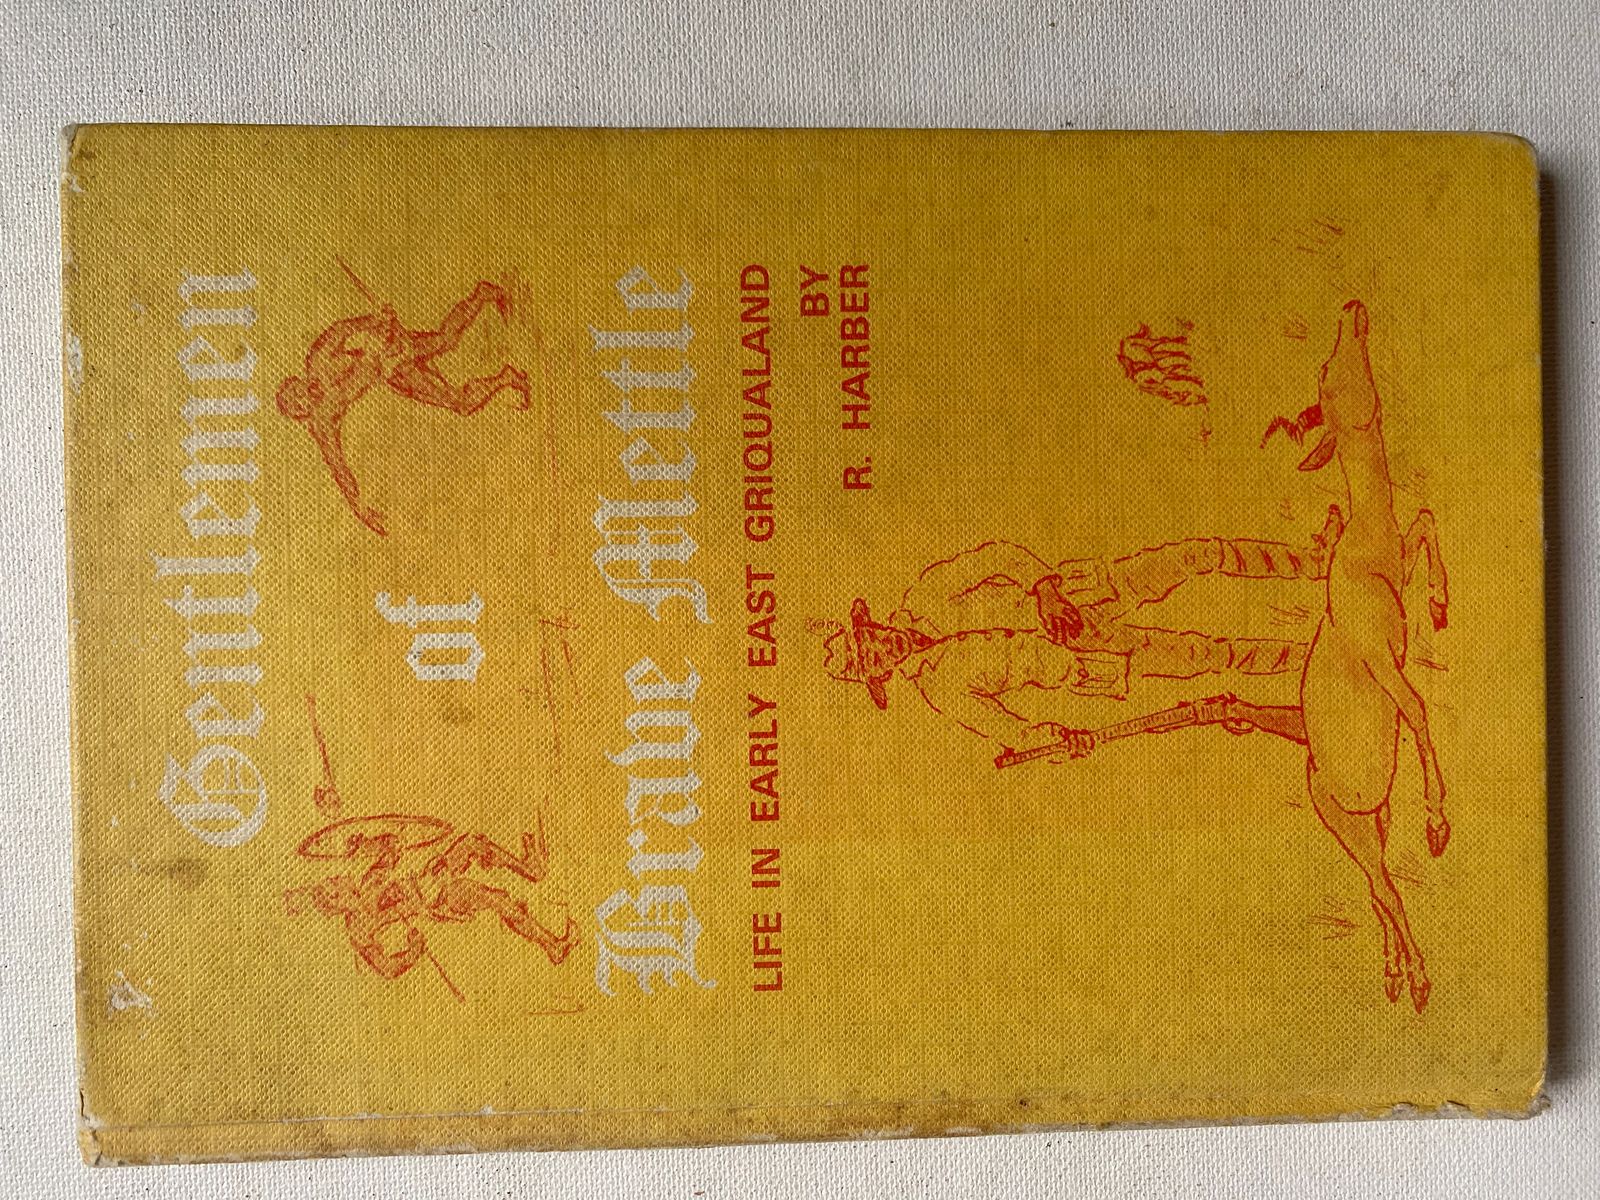 Gentlemen
of
Brave Mettle
LIFE IN EARLY EAST GRIQUALAND
BY
R. HARBER